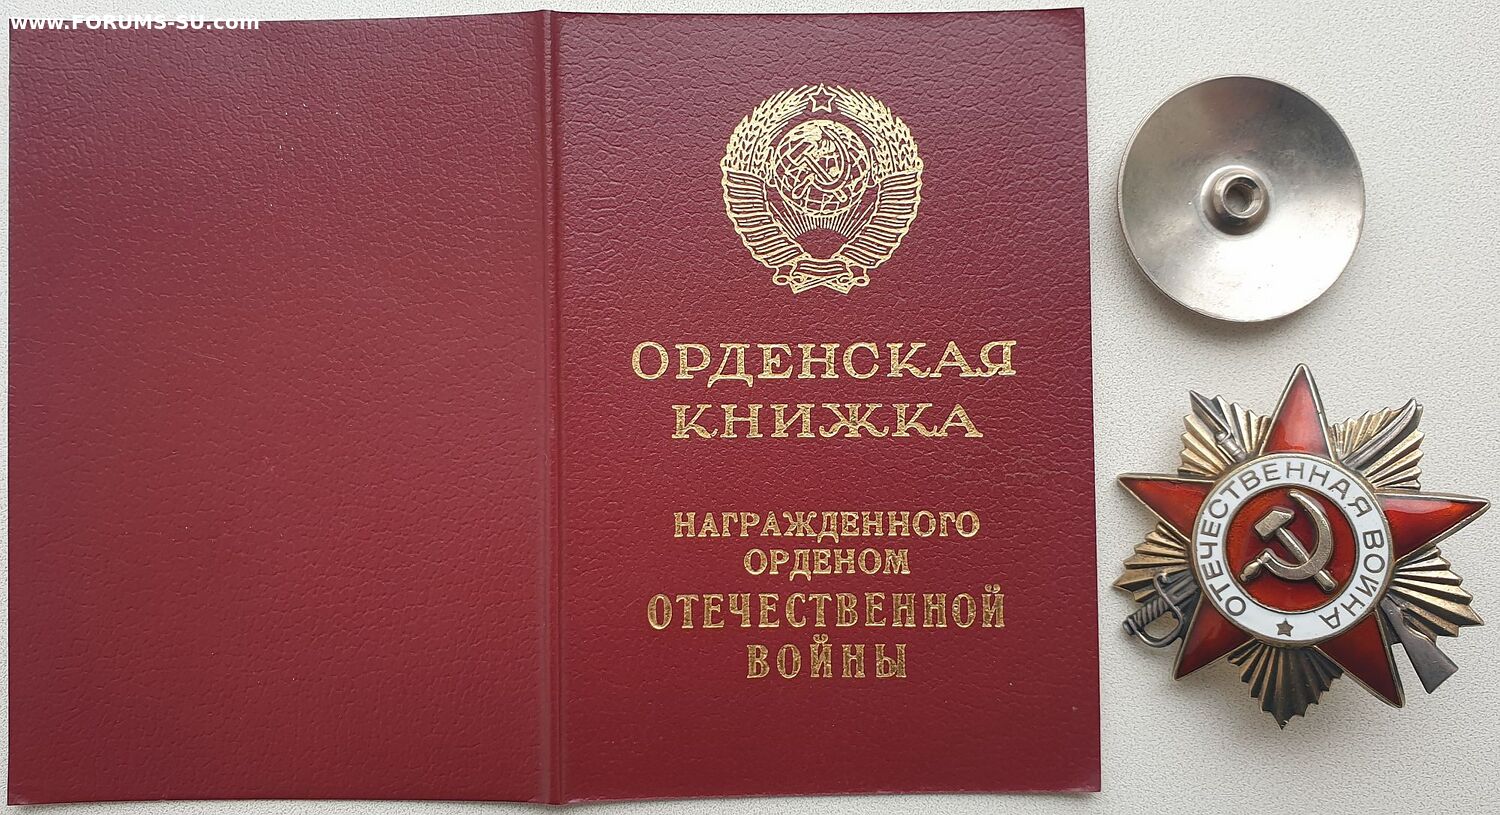 www.FORUMS-SU.com
ОРДЕНСКАЯ
КНИЖКА
НАГРАЖДЕННОГО
ОРДЕНОМ
ОТЕЧЕСТВЕННОЙ
ВОЙНЫ
ОТЕЧЕСТВЕННАЯ ВОЙНА